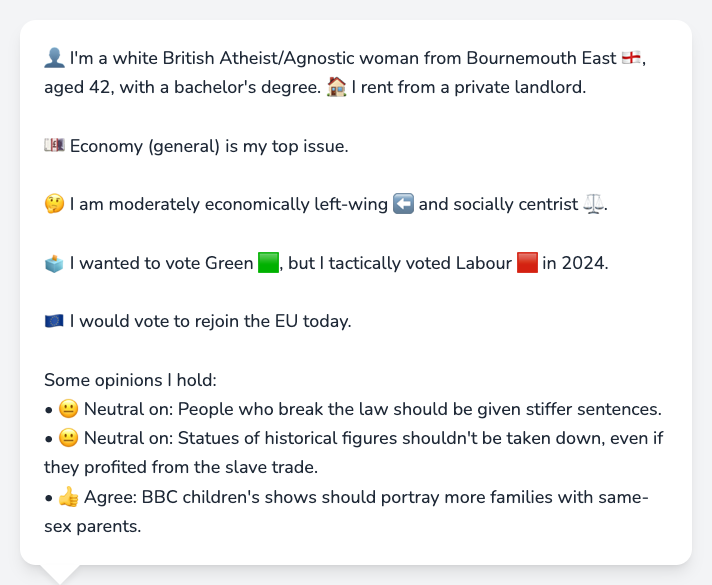 👤 I'm a white British Atheist/Agnostic woman from Bournemouth East 🏴󠁧󠁢󠁥󠁮󠁧󠁿,
aged 42, with a bachelor's degree. 🏠 I rent from a private landlord.
💷 Economy (general) is my top issue.
🤔 I am moderately economically left-wing ⬅️ and socially centrist ⚖️.
🗳️ I wanted to vote Green 🟩, but I tactically voted Labour 🟥 in 2024.
🇪🇺 I would vote to rejoin the EU today.
Some opinions I hold:
• 😐 Neutral on: People who break the law should be given stiffer sentences.
• 😐 Neutral on: Statues of historical figures shouldn't be taken down, even if
they profited from the slave trade.
• 👍 Agree: BBC children's shows should portray more families with same-
sex parents.